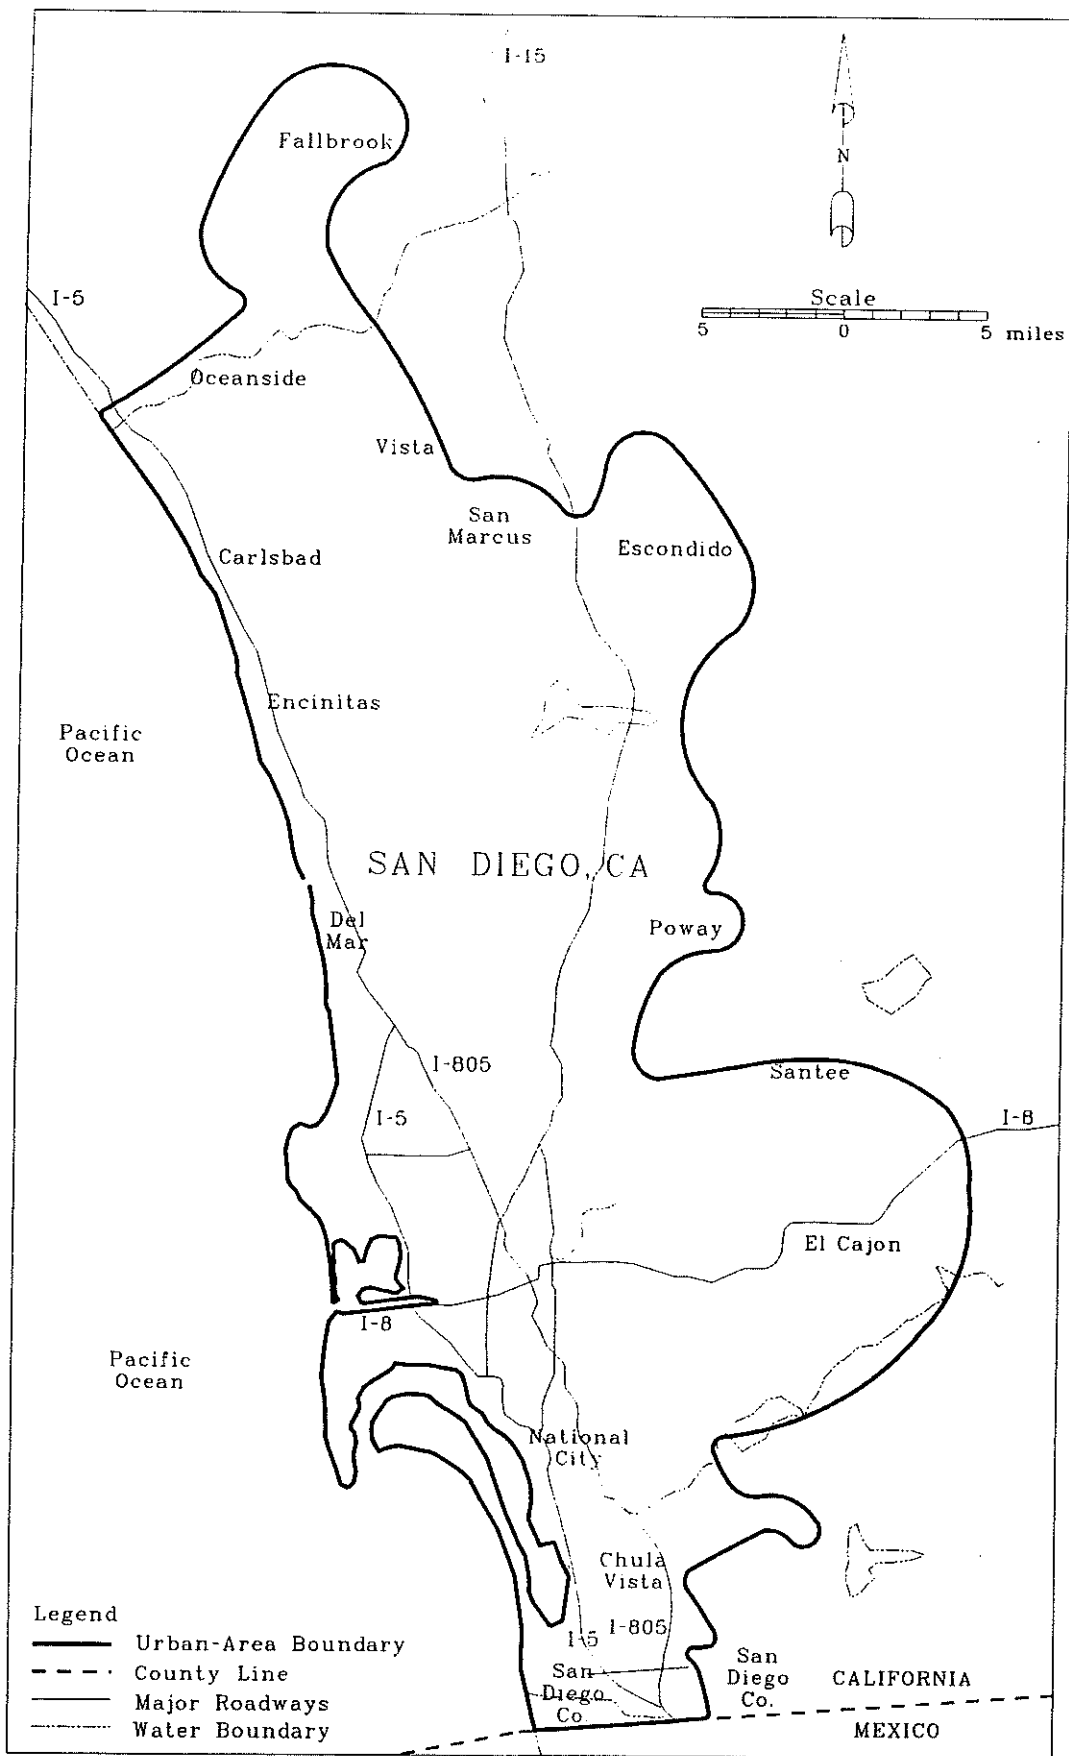 I-15
Fallbrook
N
I-5
Scale
5 0 5 miles
Oceanside
Vista
San
Marcus
Escondido
Carlsbad
Encinitas
Pacific
Ocean
SAN DIEGO, CA
Del
Mar
Poway
I-805
Santee
I-5
I-8
El Cajon
I-8
Pacific
Ocean
National
City
Chula
Vista
I-5 I-805
San
Diego
Co.
San
Diego
Co.
CALIFORNIA
MEXICO
Legend
Urban-Area Boundary
County Line
Major Roadways
Water Boundary